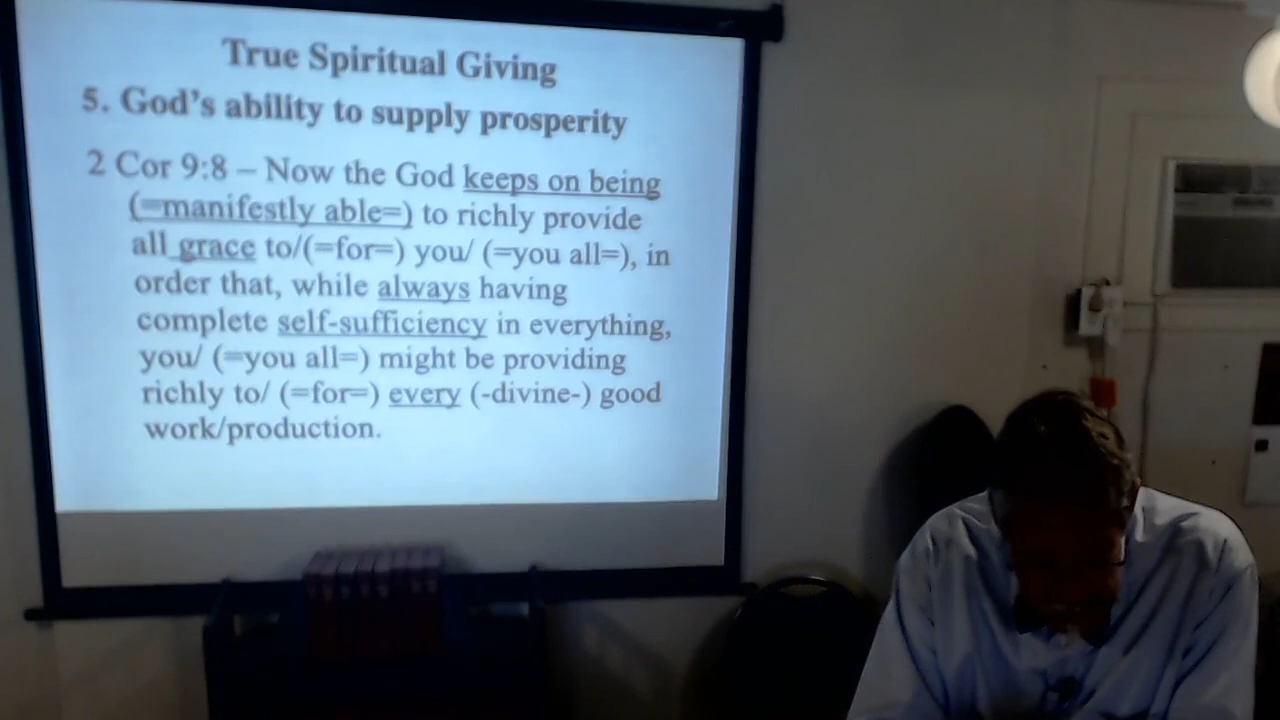 True Spiritual Giving
5. God's ability to supply prosperity
2 Cor 9:8 – Now the God keeps on being
(=manifestly able=) to richly provide
all grace to/(=for=) you/ (=you all=), in
order that, while always having
complete self-sufficiency in everything,
you/ (=you all=) might be providing
richly to/ (=for=) every (-divine-) good
work/production.